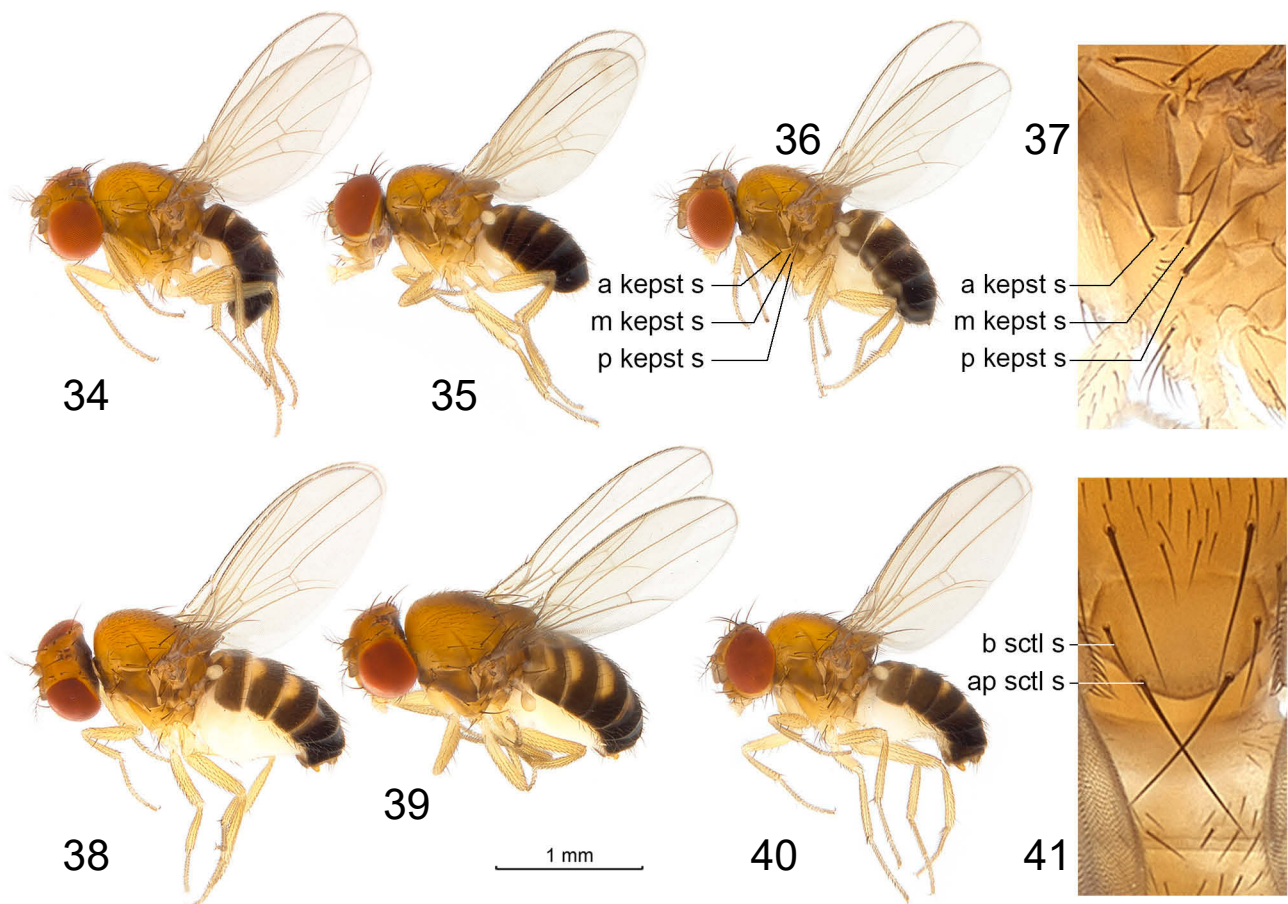 34
35
36
37
a kepst s
m kepst s
p kepst s
a kepst s
m kepst s
p kepst s
38
39
40
41
b sctl s
ap sctl s
1 mm